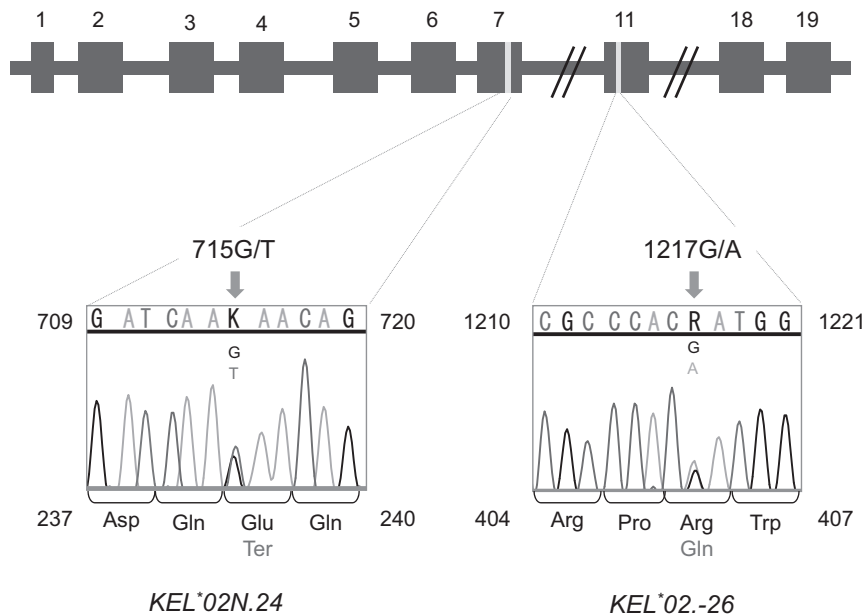 1 2 3 4 5 6 7 11 18 19
715G/T 1217G/A
709 G A T C A A K A A C A G 720
G
T
1210 C G C C C A C R A T G G 1221
G
A
237 Asp Gln Glu Gln 240
Ter
404 Arg Pro Arg Trp 407
Gln
KEL*02N.24 KEL*02.-26